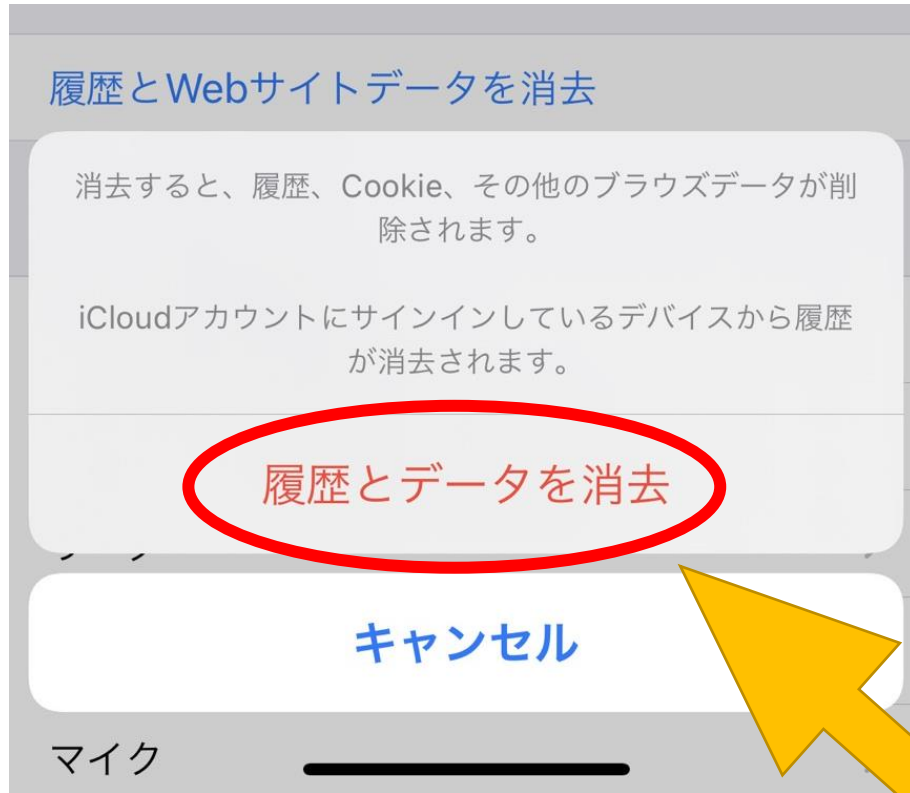 履歴とWebサイトデータを消去
消去すると、履歴、Cookie、その他のブラウズデータが削
除されます。
iCloudアカウントにサインインしているデバイスから履歴
が消去されます。
履歴とデータを消去
キャンセル
マイク